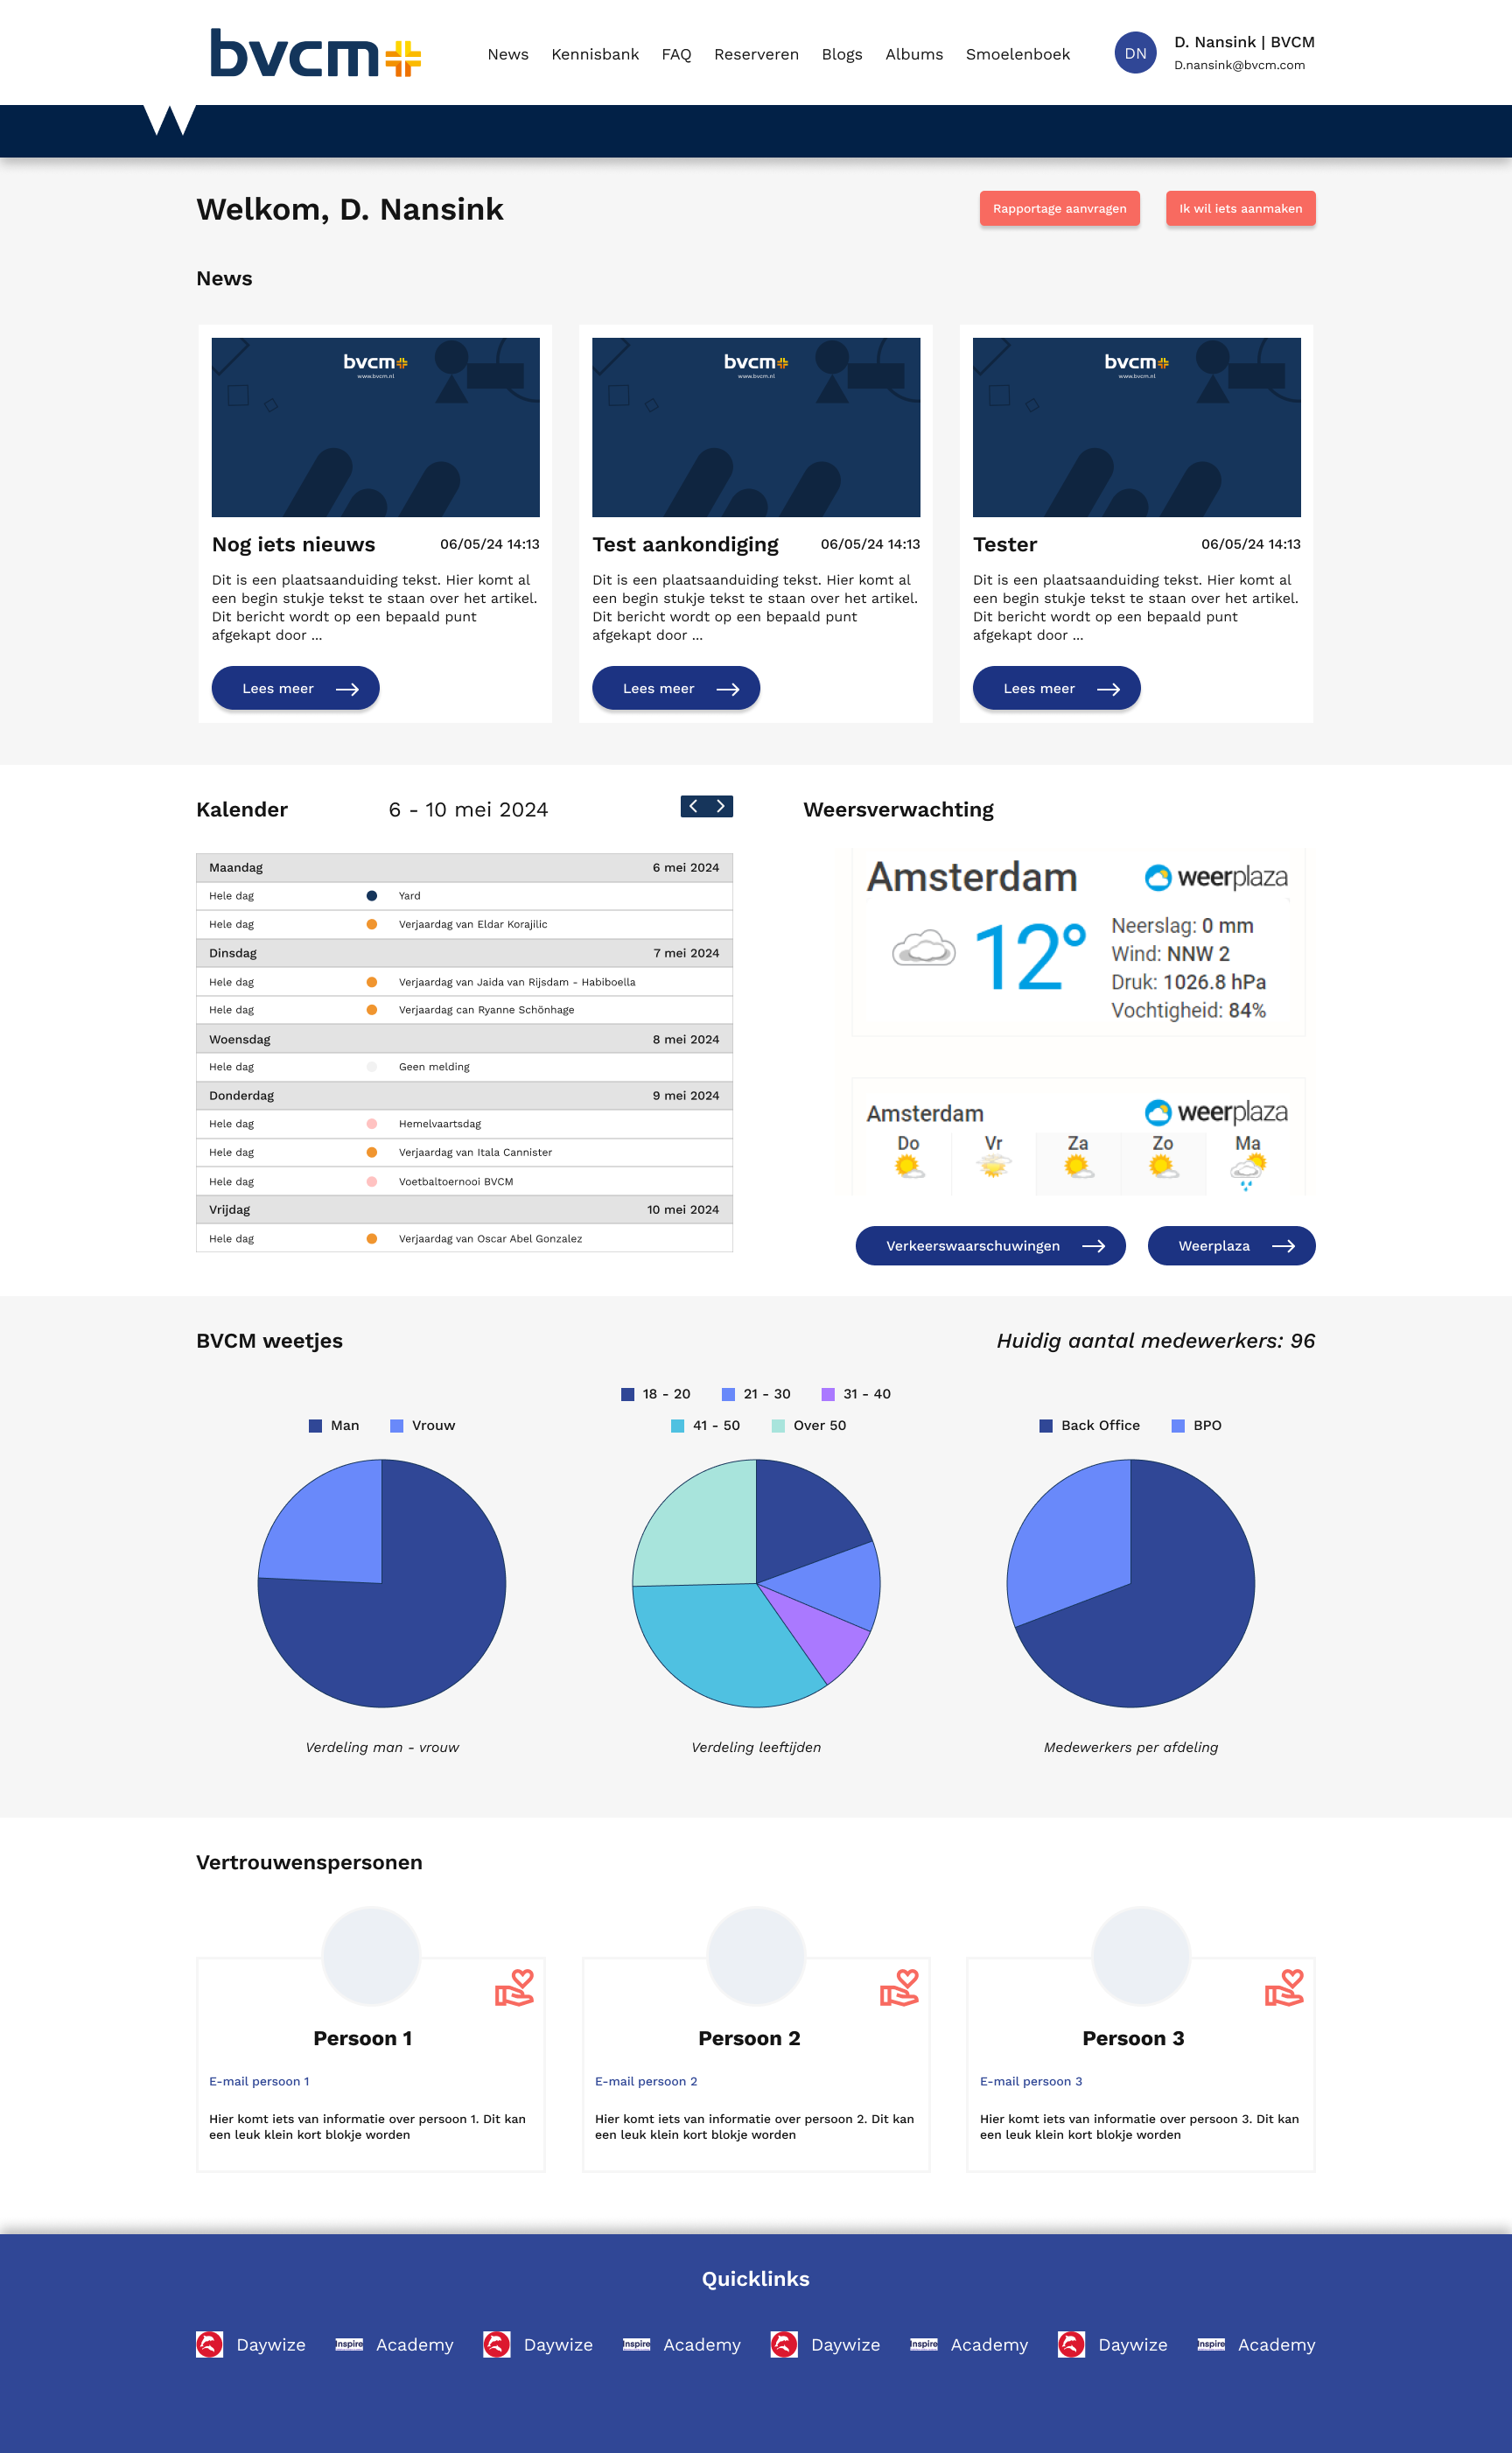 bvcm
News Kennisbank FAQ Reserveren Blogs Albums Smoelenboek
DN
D. Nansink | BVCM
D.nansink@bvcm.com
Welkom, D. Nansink
Rapportage aanvragen
Ik wil iets aanmaken
News
bvcm
www.bvcm.nl
Nog iets nieuws 06/05/24 14:13
Dit is een plaatsaanduiding tekst. Hier komt al
een begin stukje tekst te staan over het artikel.
Dit bericht wordt op een bepaald punt
afgekapt door ...
Lees meer
bvcm
www.bvcm.nl
Test aankondiging 06/05/24 14:13
Dit is een plaatsaanduiding tekst. Hier komt al
een begin stukje tekst te staan over het artikel.
Dit bericht wordt op een bepaald punt
afgekapt door ...
Lees meer
bvcm
www.bvcm.nl
Tester 06/05/24 14:13
Dit is een plaatsaanduiding tekst. Hier komt al
een begin stukje tekst te staan over het artikel.
Dit bericht wordt op een bepaald punt
afgekapt door ...
Lees meer
Kalender 6 - 10 mei 2024
Maandag 6 mei 2024
Hele dag Yard
Hele dag Verjaardag van Eldar Korajilic
Dinsdag 7 mei 2024
Hele dag Verjaardag van Jaida van Rijsdam - Habiboella
Hele dag Verjaardag can Ryanne Schönhage
Woensdag 8 mei 2024
Hele dag Geen melding
Donderdag 9 mei 2024
Hele dag Hemelvaartsdag
Hele dag Verjaardag van Itala Cannister
Hele dag Voetbaltoernooi BVCM
Vrijdag 10 mei 2024
Hele dag Verjaardag van Oscar Abel Gonzalez
Weersverwachting
Amsterdam weerplaza
12°
Neerslag: 0 mm
Wind: NNW 2
Druk: 1026.8 hPa
Vochtigheid: 84%
Amsterdam weerplaza
Do Vr Za Zo Ma
Verkeerswaarschuwingen
Weerplaza
BVCM weetjes
Huidig aantal medewerkers: 96
Man Vrouw
Verdeling man - vrouw
18 - 20 21 - 30 31 - 40
41 - 50 Over 50
Verdeling leeftijden
Back Office BPO
Medewerkers per afdeling
Vertrouwenspersonen
Persoon 1
E-mail persoon 1
Hier komt iets van informatie over persoon 1. Dit kan
een leuk klein kort blokje worden
Persoon 2
E-mail persoon 2
Hier komt iets van informatie over persoon 2. Dit kan
een leuk klein kort blokje worden
Persoon 3
E-mail persoon 3
Hier komt iets van informatie over persoon 3. Dit kan
een leuk klein kort blokje worden
Quicklinks
Daywize Inspire Academy Daywize Inspire Academy Daywize Inspire Academy Daywize Inspire Academy